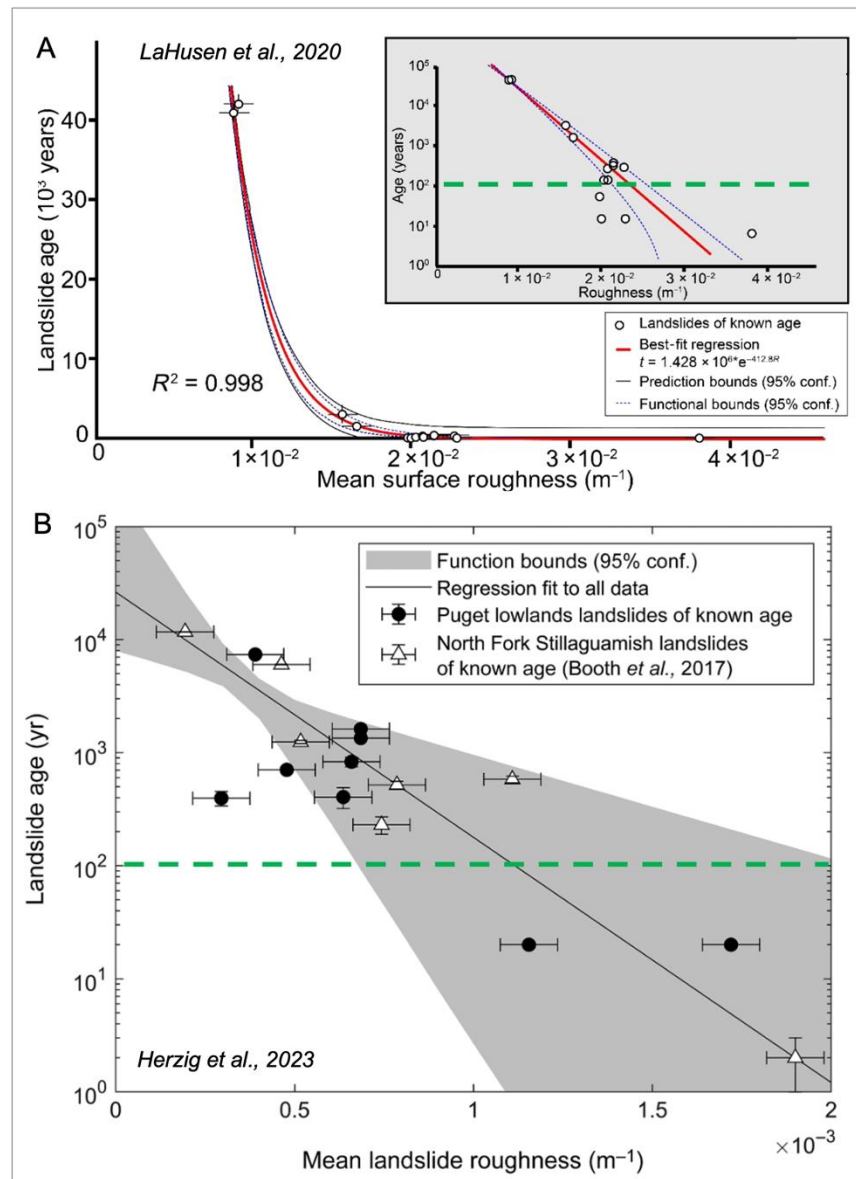 A
LaHusen et al., 2020
Landslide age (10³ years)
40
30
20
10
0
R² = 0.998
0
1 × 10⁻²
2 × 10⁻²
3 × 10⁻²
4 × 10⁻²
Mean surface roughness (m⁻¹)
Age (years)
10⁵
10⁴
10³
10²
10¹
10⁰
0
1 × 10⁻²
2 × 10⁻²
3 × 10⁻²
4 × 10⁻²
Roughness (m⁻¹)
Landslides of known age
Best-fit regression
t = 1.428 × 10⁶*e⁻⁴¹²·⁸ᴿ
Prediction bounds (95% conf.)
Functional bounds (95% conf.)
B
Landslide age (yr)
10⁵
10⁴
10³
10²
10¹
10⁰
Function bounds (95% conf.)
Regression fit to all data
Puget lowlands landslides of known age
North Fork Stillaguamish landslides
of known age (Booth et al., 2017)
Herzig et al., 2023
0
0.5
1
1.5
2
× 10⁻³
Mean landslide roughness (m⁻¹)